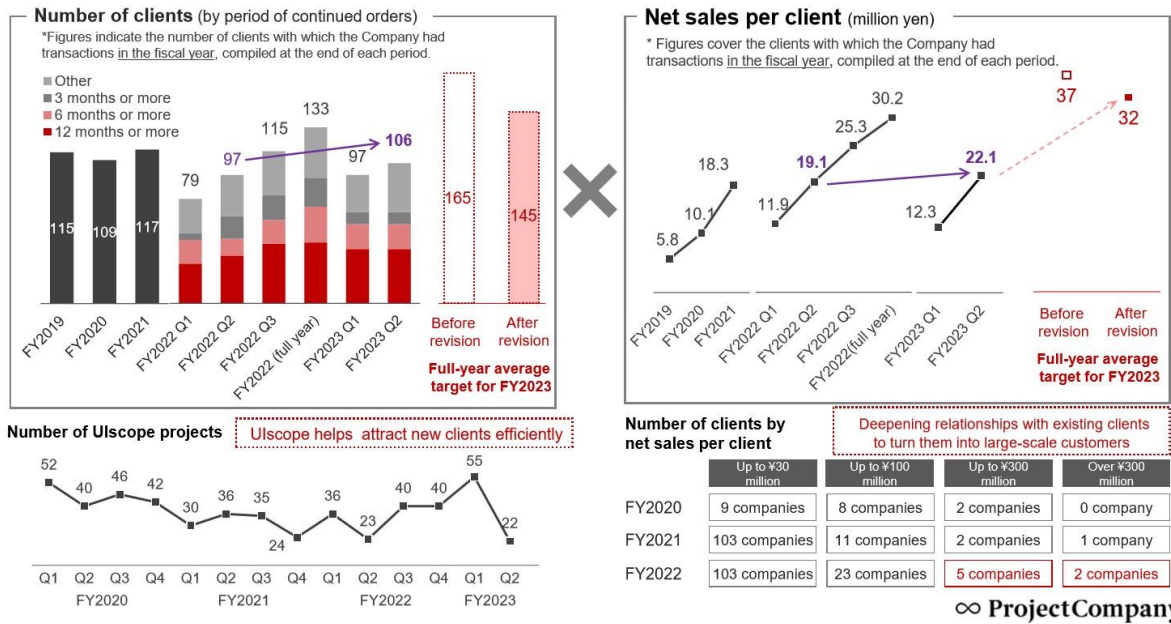 Number of clients (by period of continued orders)
*Figures indicate the number of clients with which the Company had
transactions in the fiscal year, compiled at the end of each period.
Other
3 months or more
6 months or more
12 months or more
115
109
117
79
97
115
133
97
106
165
145
FY2019
FY2020
FY2021
FY2022 Q1
FY2022 Q2
FY2022 Q3
FY2022 (full year)
FY2023 Q1
FY2023 Q2
Before
revision
After
revision
Full-year average
target for FY2023
Net sales per client (million yen)
* Figures cover the clients with which the Company had
transactions in the fiscal year, compiled at the end of each period.
5.8
10.1
18.3
11.9
19.1
25.3
30.2
12.3
22.1
37
32
FY2019
FY2020
FY2021
FY2022 Q1
FY2022 Q2
FY2022 Q3
FY2022(full year)
FY2023 Q1
FY2023 Q2
Before
revision
After
revision
Full-year average
target for FY2023
Number of UIscope projects
UIscope helps attract new clients efficiently
52
40
46
42
30
36
35
24
36
23
40
40
55
22
Q1 Q2 Q3 Q4 Q1 Q2 Q3 Q4 Q1 Q2 Q3 Q4 Q1 Q2
FY2020 FY2021 FY2022 FY2023
Number of clients by
net sales per client
Deepening relationships with existing clients
to turn them into large-scale customers
Up to ¥30
million
Up to ¥100
million
Up to ¥300
million
Over ¥300
million
FY2020 9 companies 8 companies 2 companies 0 company
FY2021 103 companies 11 companies 2 companies 1 company
FY2022 103 companies 23 companies 5 companies 2 companies
ProjectCompany